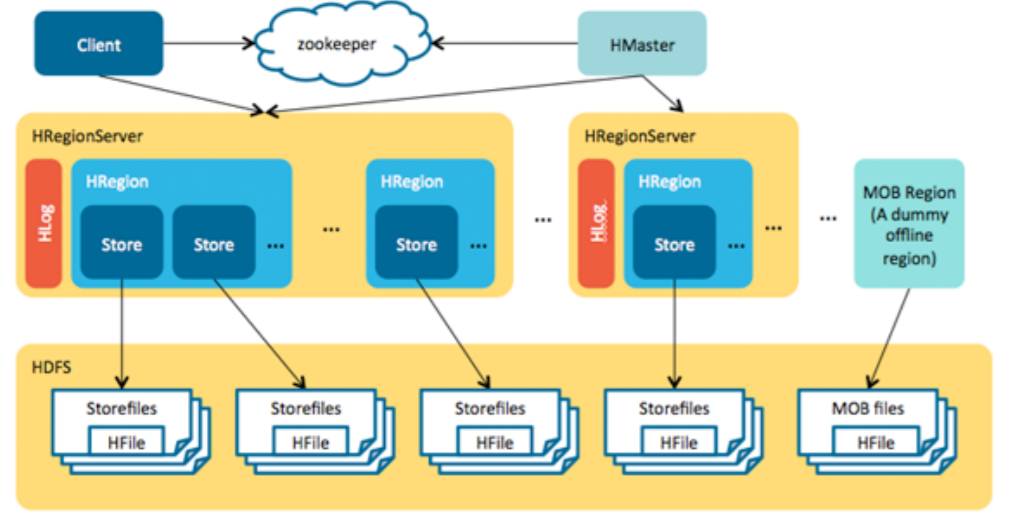 Client
zookeeper
HMaster
HRegionServer
HLog
HRegion
Store
Store
...
...
HRegion
Store
...
...
HRegionServer
HLog
HRegion
Store
...
...
...
MOB Region
(A dummy
offline
region)
HDFS
Storefiles
HFile
Storefiles
HFile
Storefiles
HFile
Storefiles
HFile
MOB files
HFile